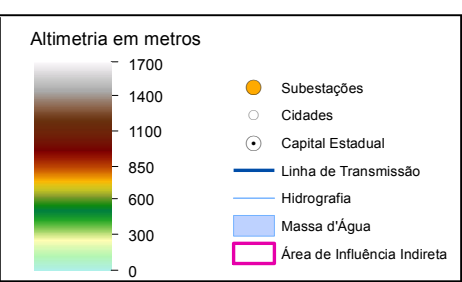 Altimetria em metros
1700
1400
1100
850
600
300
0
Subestações
Cidades
Capital Estadual
Linha de Transmissão
Hidrografia
Massa d'Água
Área de Influência Indireta